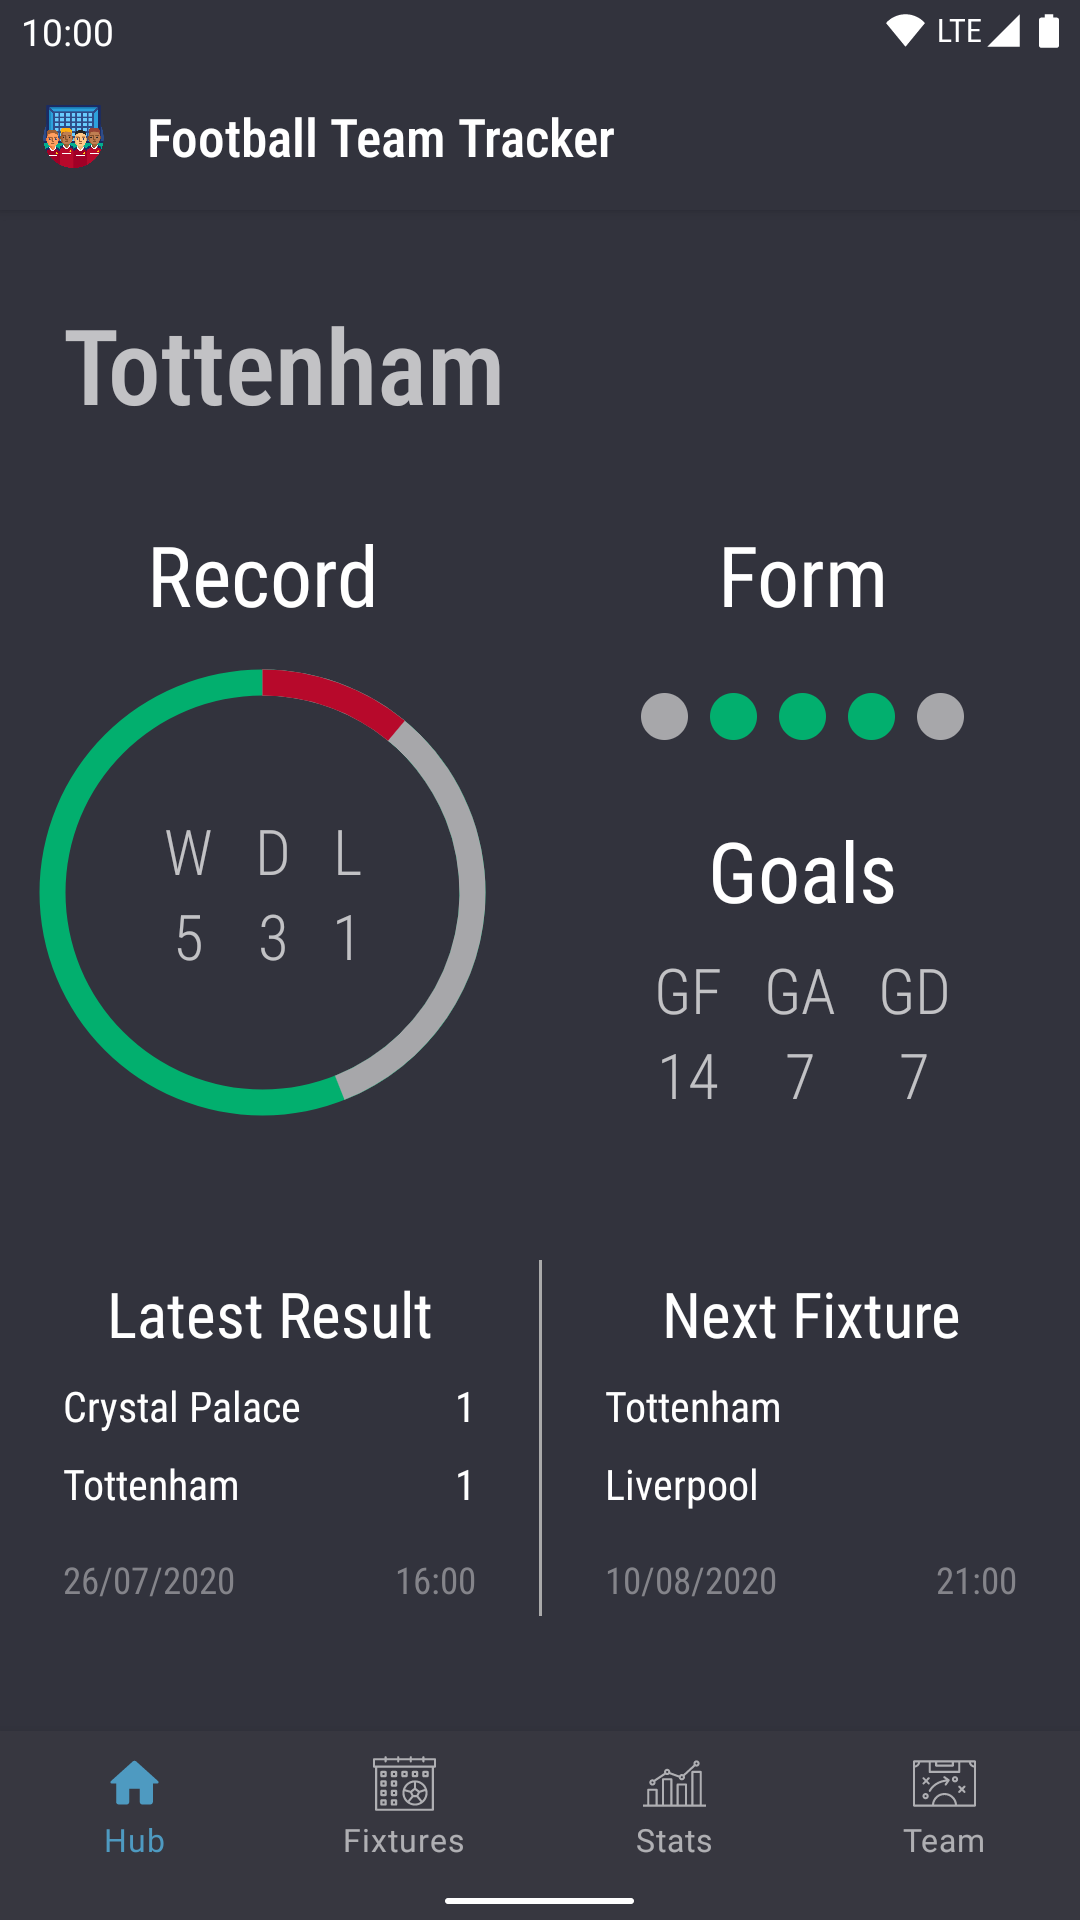 10:00 LTE
Football Team Tracker
Tottenham
Record
W D L
5 3 1
Form
Goals
GF GA GD
14 7 7
Latest Result
Crystal Palace 1
Tottenham 1
26/07/2020 16:00
Next Fixture
Tottenham
Liverpool
10/08/2020 21:00
Hub Fixtures Stats Team